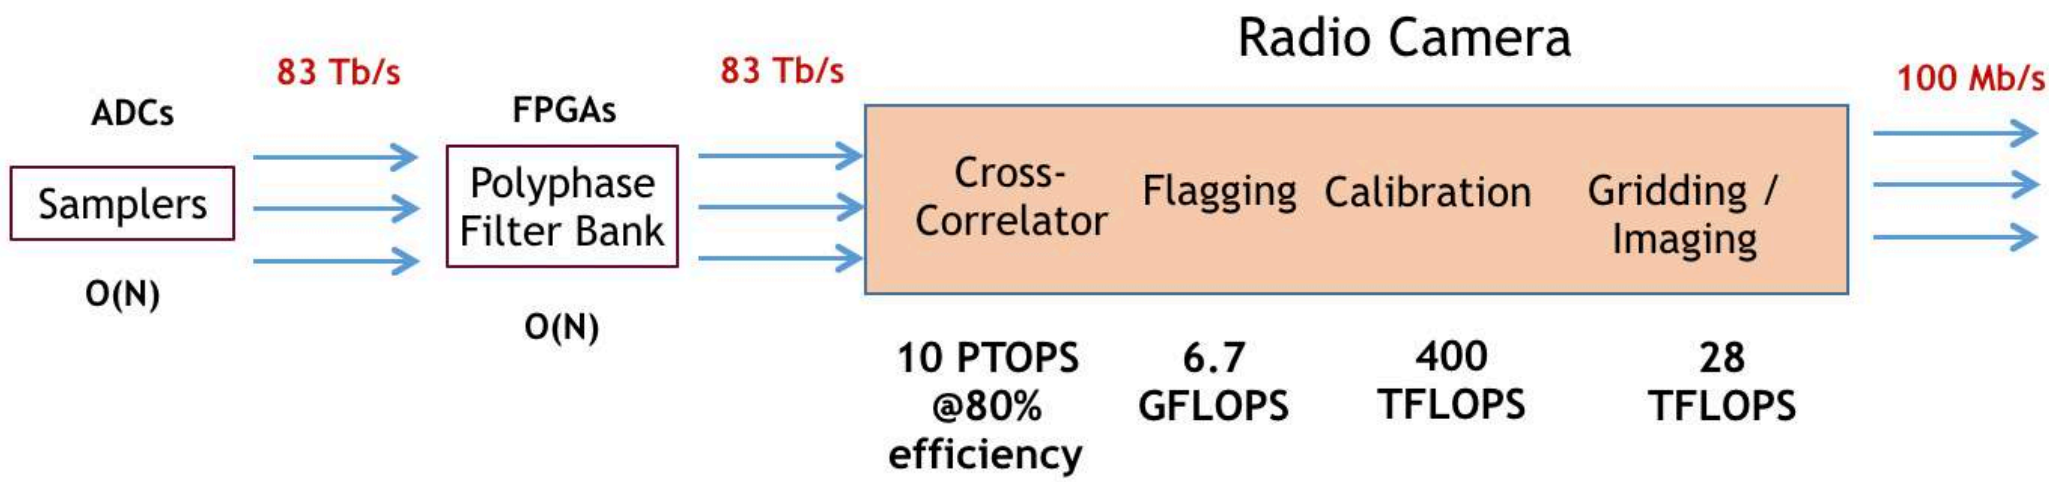 Radio Camera
83 Tb/s
83 Tb/s
100 Mb/s
ADCs
FPGAs
Samplers
Polyphase
Filter Bank
Cross-
Correlator
Flagging
Calibration
Gridding /
Imaging
O(N)
O(N)
10 PTOPS
@80%
efficiency
6.7
GFLOPS
400
TFLOPS
28
TFLOPS